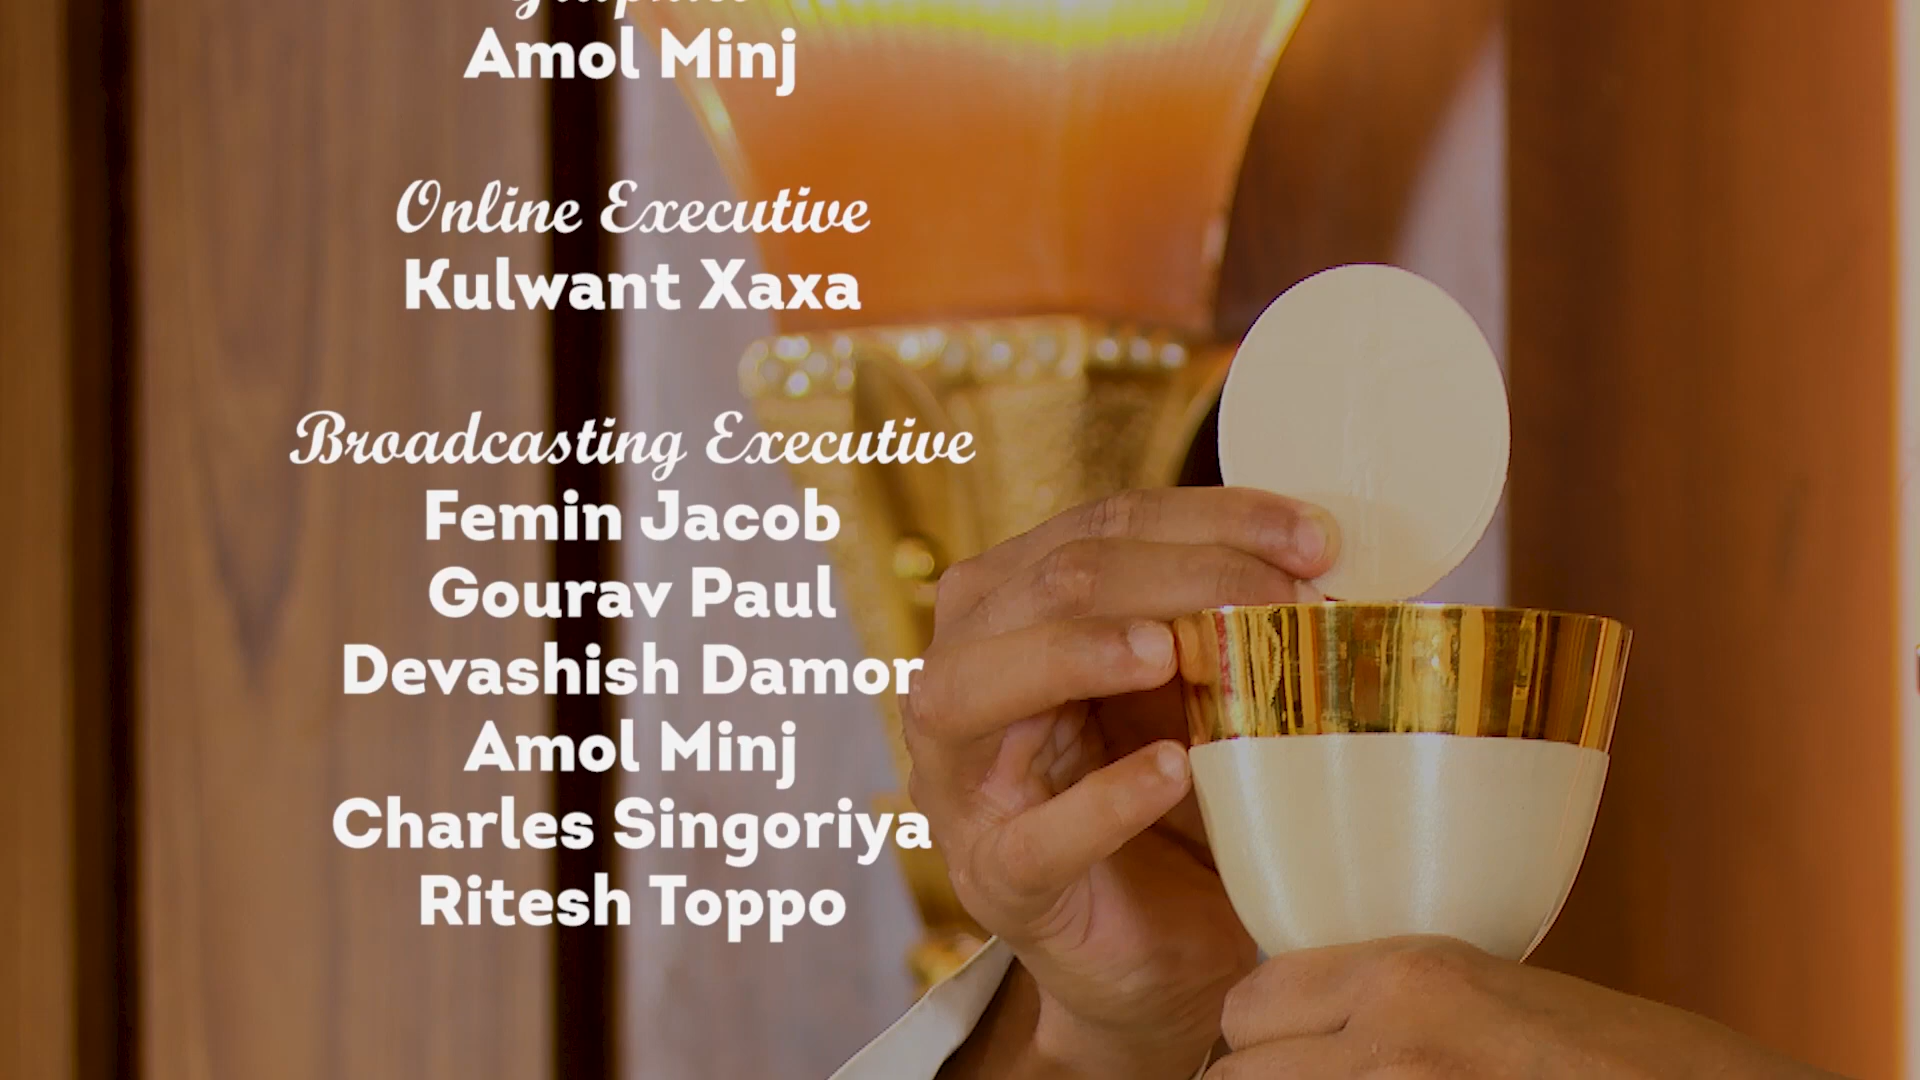 Graphics
Amol Minj
Online Executive
Kulwant Xaxa
Broadcasting Executive
Femin Jacob
Gourav Paul
Devashish Damor
Amol Minj
Charles Singoriya
Ritesh Toppo